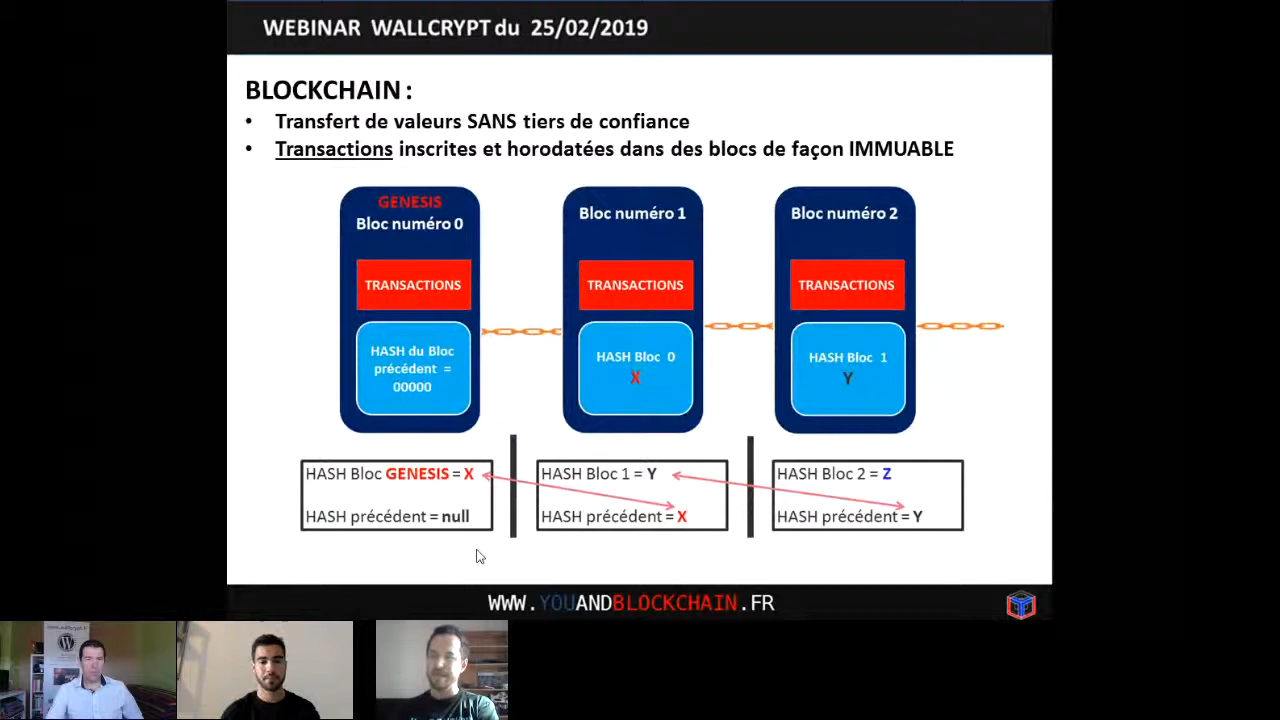 WEBINAR WALLCRYPT du 25/02/2019
BLOCKCHAIN :
• Transfert de valeurs SANS tiers de confiance
• Transactions inscrites et horodatées dans des blocs de façon IMMUABLE
GENESIS
Bloc numéro 0
TRANSACTIONS
HASH du Bloc
précédent =
00000
Bloc numéro 1
TRANSACTIONS
HASH Bloc 0
X
Bloc numéro 2
TRANSACTIONS
HASH Bloc 1
Y
HASH Bloc GENESIS = X
HASH précédent = null
HASH Bloc 1 = Y
HASH précédent = X
HASH Bloc 2 = Z
HASH précédent = Y
WWW.YOUANDBLOCKCHAIN.FR